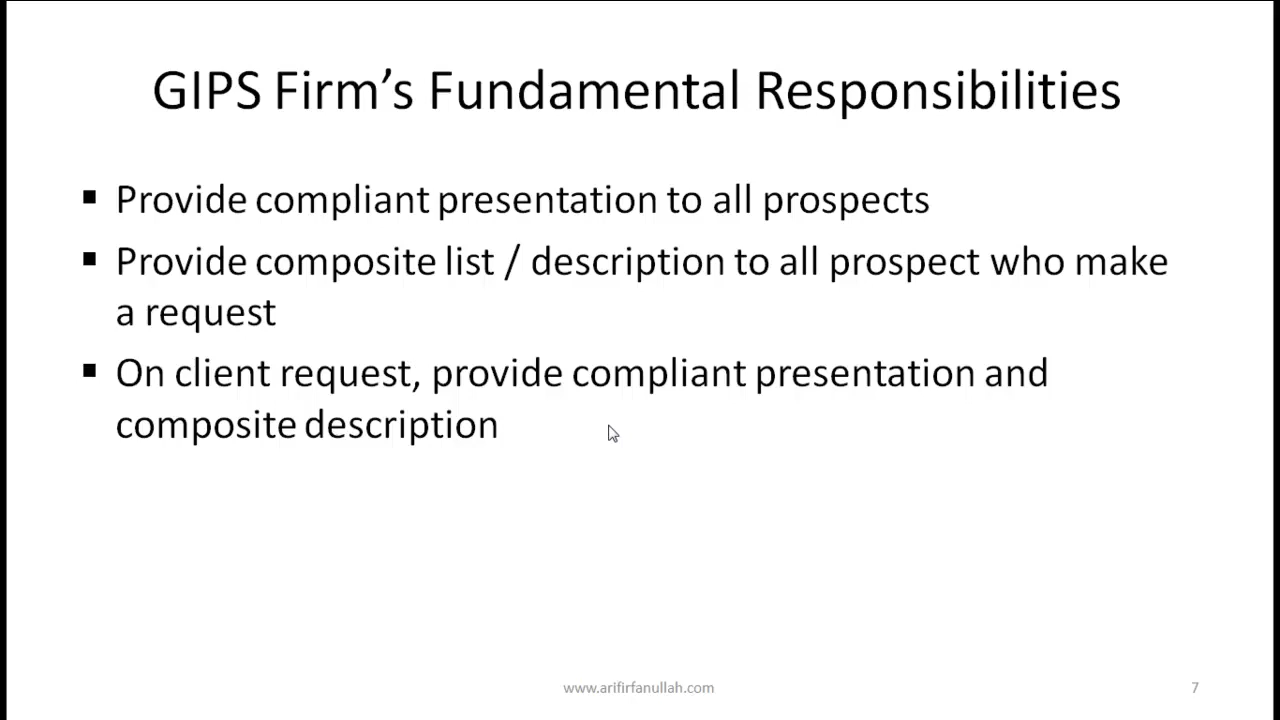 GIPS Firm’s Fundamental Responsibilities
▪ Provide compliant presentation to all prospects
▪ Provide composite list / description to all prospect who make
a request
▪ On client request, provide compliant presentation and
composite description
www.arifirfanullah.com
7